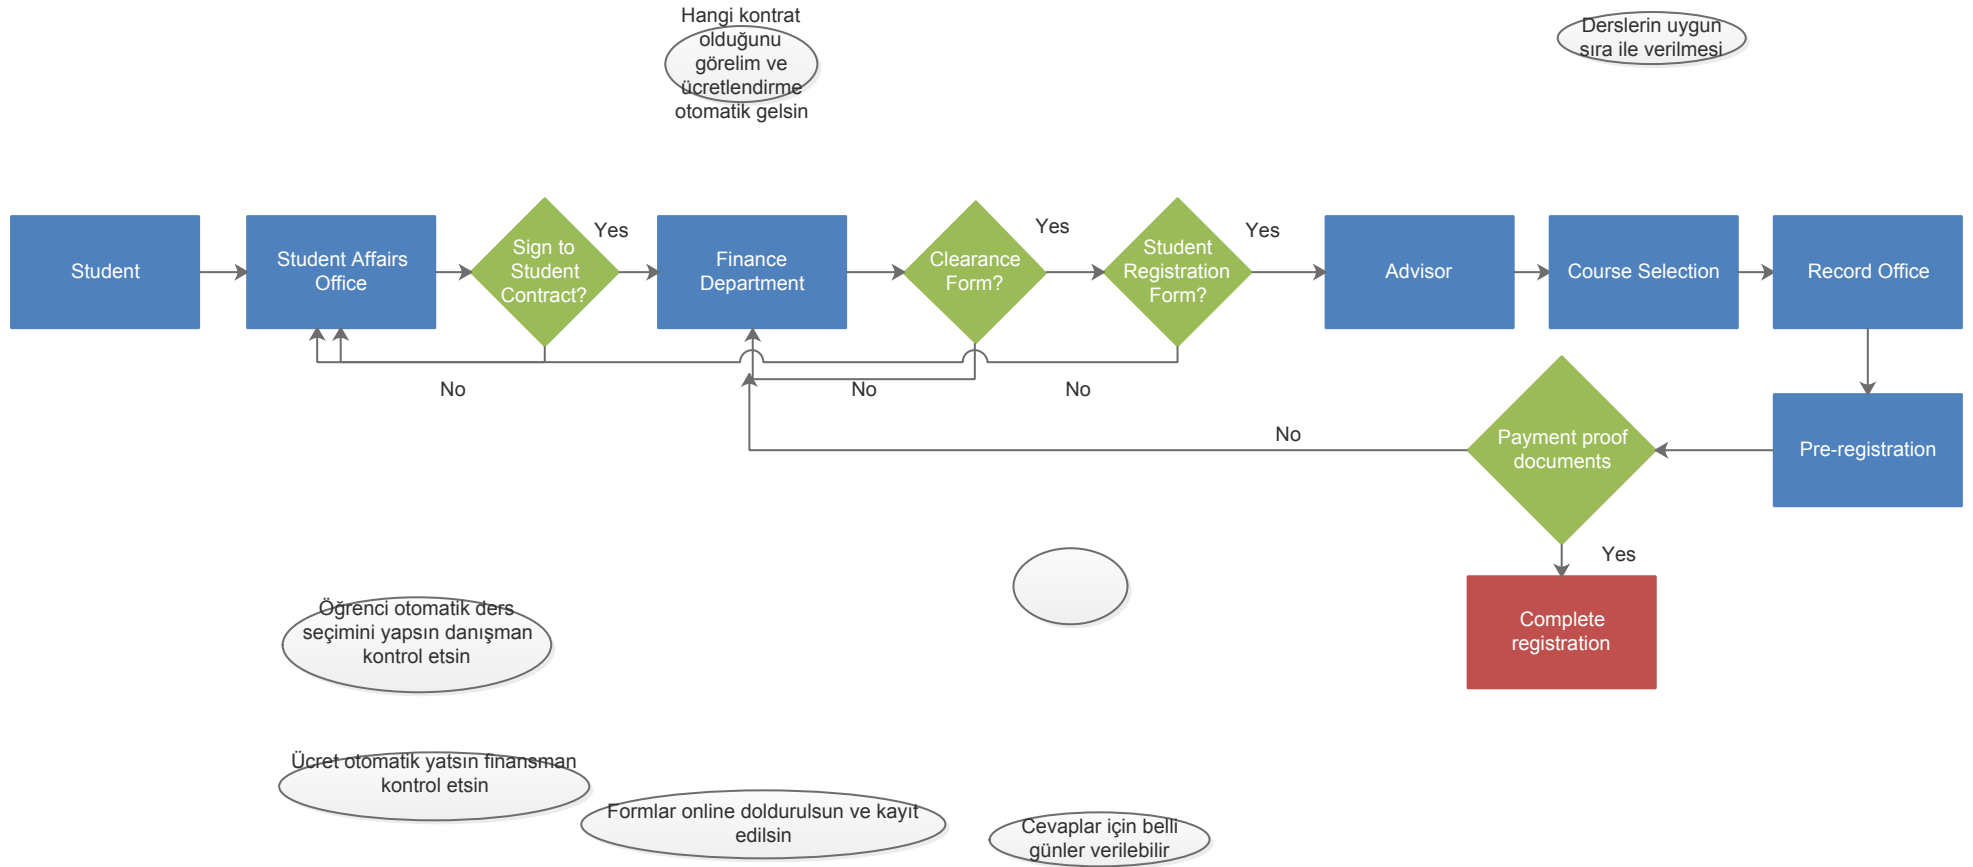 Hangi kontrat
olduğunu
görelim ve
ücretlendirme
otomatik gelsin
Derslerin uygun
sıra ile verilmesi
Student
Student Affairs
Office
Sign to
Student
Contract?
Yes
Finance
Department
Clearance
Form?
Yes
Student
Registration
Form?
Yes
Advisor
Course Selection
Record Office
No
No
No
No
Payment proof
documents
Pre-registration
Yes
Complete
registration
Öğrenci otomatik ders
seçimini yapsın danışman
kontrol etsin
Ücret otomatik yatsın finansman
kontrol etsin
Formlar online doldurulsun ve kayıt
edilsin
Cevaplar için belli
günler verilebilir